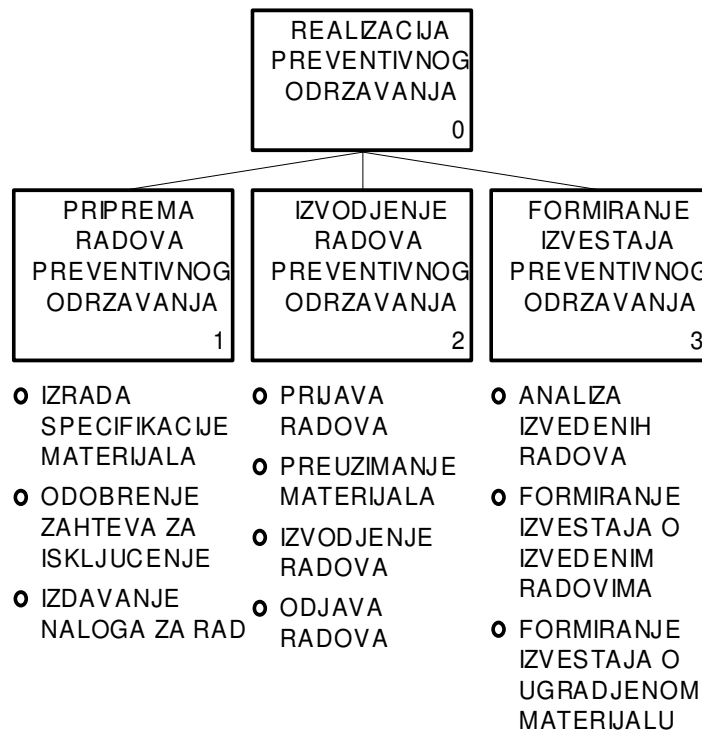 REALIZACIJA
PREVENTIVNOG
ODRZAVANJA
0
PRIPREMA
RADOVA
PREVENTIVNOG
ODRZAVANJA
1
IZVODJENJE
RADOVA
PREVENTIVNOG
ODRZAVANJA
2
FORMIRANJE
IZVESTAJA
PREVENTIVNOG
ODRZAVANJA
3
IZRADA
SPECIFIKACIJE
MATERIJALA
ODOBRENJE
ZAHTEVA ZA
ISKLJUCENJE
IZDAVANJE
NALOGA ZA RAD
PRIJAVA
RADOVA
PREUZIMANJE
MATERIJALA
IZVODJENJE
RADOVA
ODJAVA
RADOVA
ANALIZA
IZVEDENIH
RADOVA
FORMIRANJE
IZVESTAJA O
IZVEDENIM
RADOVIMA
FORMIRANJE
IZVESTAJA O
UGRADJENOM
MATERIJALU